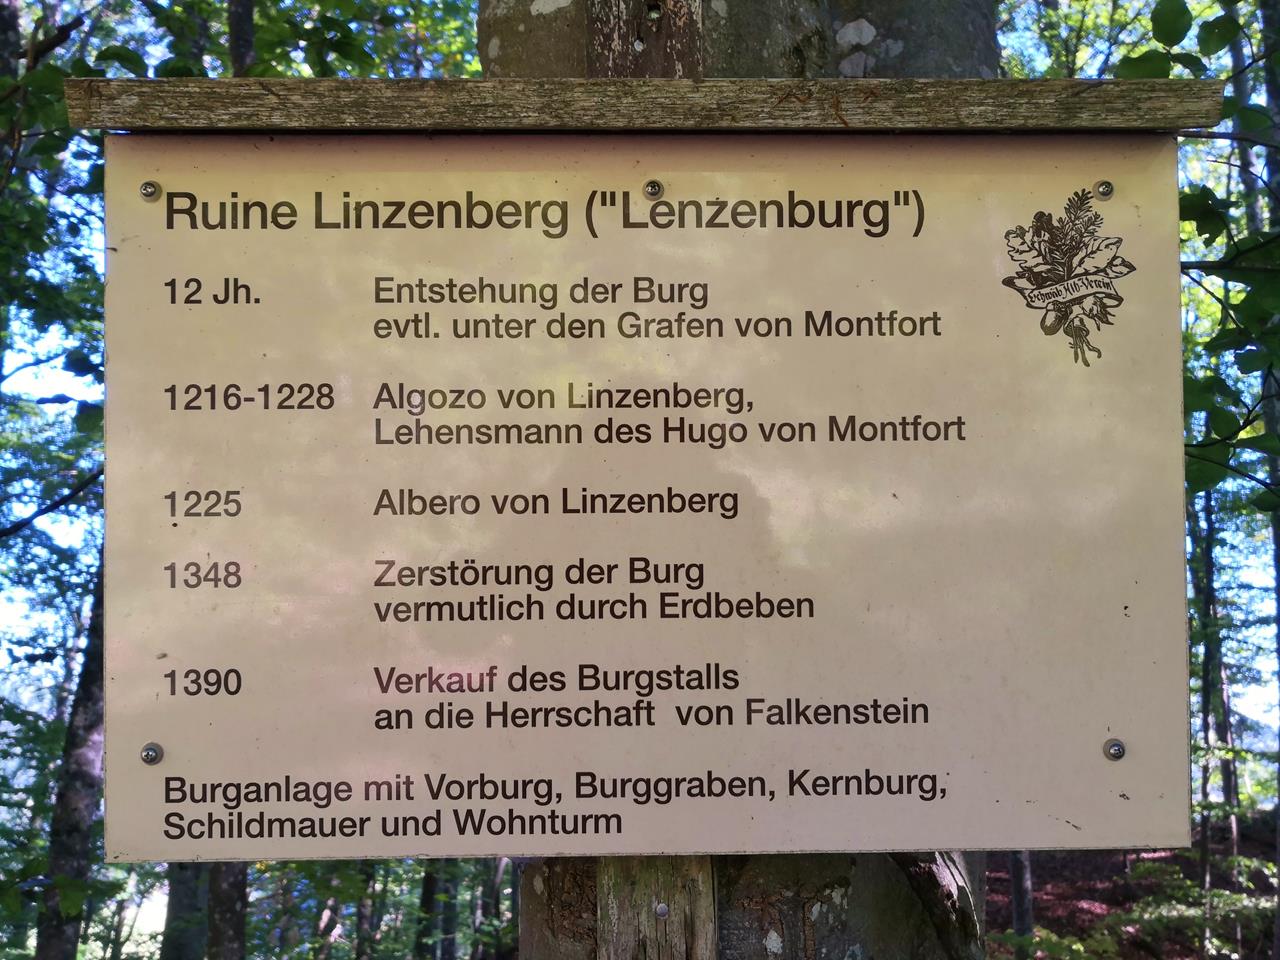 Ruine Linzenberg ("Lenzenburg")
Schwäb Alb-Verein
12 Jh. Entstehung der Burg
evtl. unter den Grafen von Montfort
1216-1228 Algozo von Linzenberg,
Lehensmann des Hugo von Montfort
1225 Albero von Linzenberg
1348 Zerstörung der Burg
vermutlich durch Erdbeben
1390 Verkauf des Burgstalls
an die Herrschaft von Falkenstein
Burganlage mit Vorburg, Burggraben, Kernburg,
Schildmauer und Wohnturm